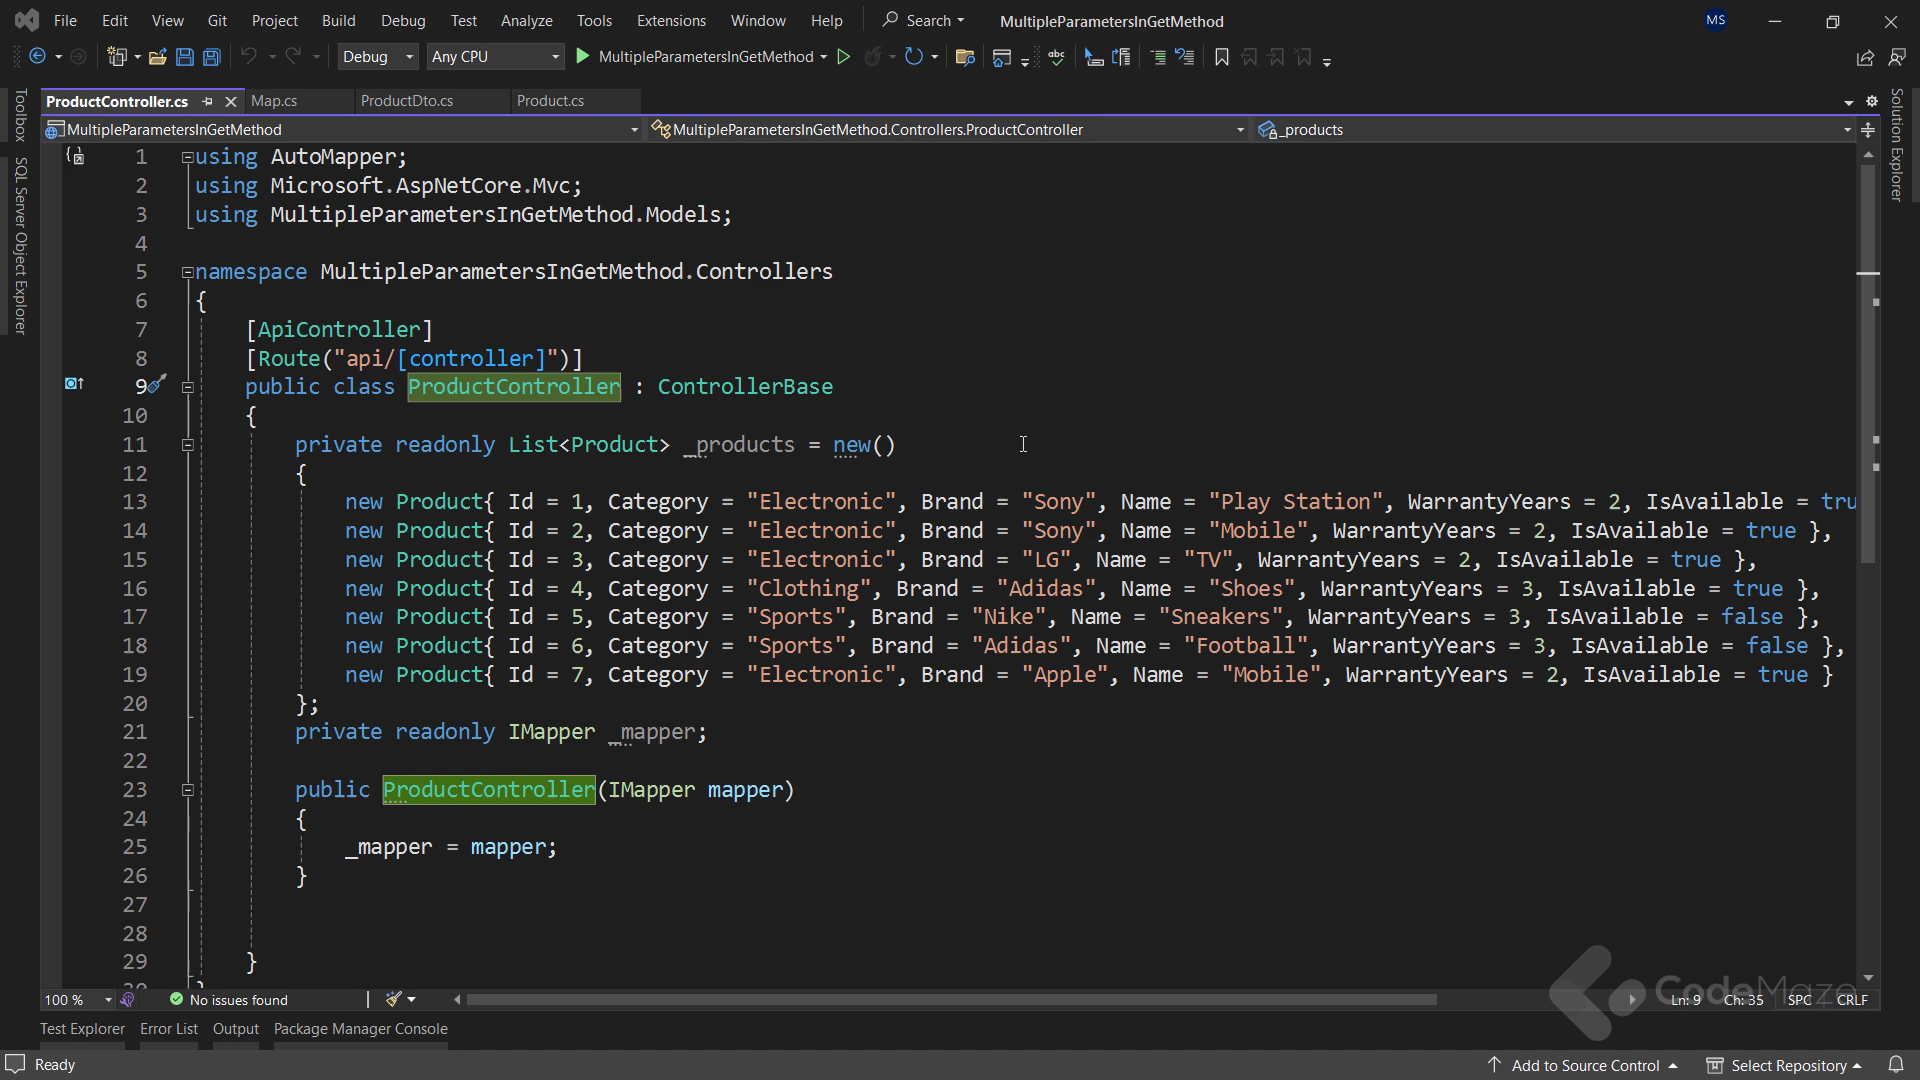 File Edit View Git Project Build Debug Test Analyze Tools Extensions Window Help Search MultipleParametersInGetMethod MS
Debug Any CPU MultipleParametersInGetMethod
ProductController.cs Map.cs ProductDto.cs Product.cs
MultipleParametersInGetMethod MultipleParametersInGetMethod.Controllers.ProductController _products
Toolbox
SQL Server Object Explorer
Solution Explorer
1 using AutoMapper;
2 using Microsoft.AspNetCore.Mvc;
3 using MultipleParametersInGetMethod.Models;
4
5 namespace MultipleParametersInGetMethod.Controllers
6 {
7 [ApiController]
8 [Route("api/[controller]")]
9 public class ProductController : ControllerBase
10 {
11 private readonly List<Product> _products = new()
12 {
13 new Product{ Id = 1, Category = "Electronic", Brand = "Sony", Name = "Play Station", WarrantyYears = 2, IsAvailable = tru
14 new Product{ Id = 2, Category = "Electronic", Brand = "Sony", Name = "Mobile", WarrantyYears = 2, IsAvailable = true },
15 new Product{ Id = 3, Category = "Electronic", Brand = "LG", Name = "TV", WarrantyYears = 2, IsAvailable = true },
16 new Product{ Id = 4, Category = "Clothing", Brand = "Adidas", Name = "Shoes", WarrantyYears = 3, IsAvailable = true },
17 new Product{ Id = 5, Category = "Sports", Brand = "Nike", Name = "Sneakers", WarrantyYears = 3, IsAvailable = false },
18 new Product{ Id = 6, Category = "Sports", Brand = "Adidas", Name = "Football", WarrantyYears = 3, IsAvailable = false },
19 new Product{ Id = 7, Category = "Electronic", Brand = "Apple", Name = "Mobile", WarrantyYears = 2, IsAvailable = true }
20 };
21 private readonly IMapper _mapper;
22
23 public ProductController(IMapper mapper)
24 {
25 _mapper = mapper;
26 }
27
28
29 }
100 % No issues found Ln: 9 Ch: 35 SPC CRLF
CodeMaze
Test Explorer Error List Output Package Manager Console
Ready Add to Source Control Select Repository